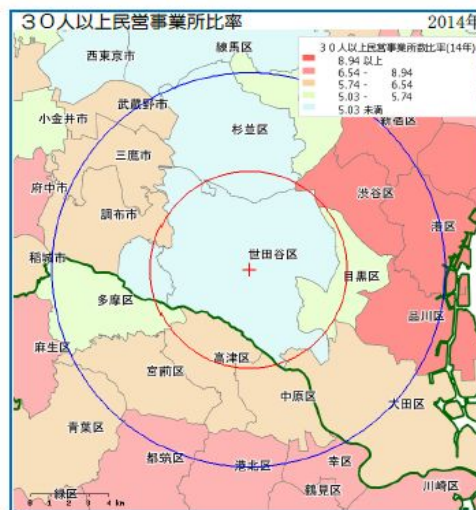 30人以上民営事業所比率 2014年
30人以上民営事業所数比率(14年)
8.94 以上
6.54 - 8.94
5.74 - 6.54
5.03 - 5.74
5.03 未満
西東京市
練馬区
武蔵野市
小金井市
杉並区
新宿区
三鷹市
府中市
渋谷区
調布市
港区
稲城市
世田谷区
目黒区
多摩区
品川区
麻生区
高津区
宮前区
中原区
大田区
青葉区
都筑区
港北区
幸区
鶴見区
川崎区
緑区
0 1 2 3 4 km